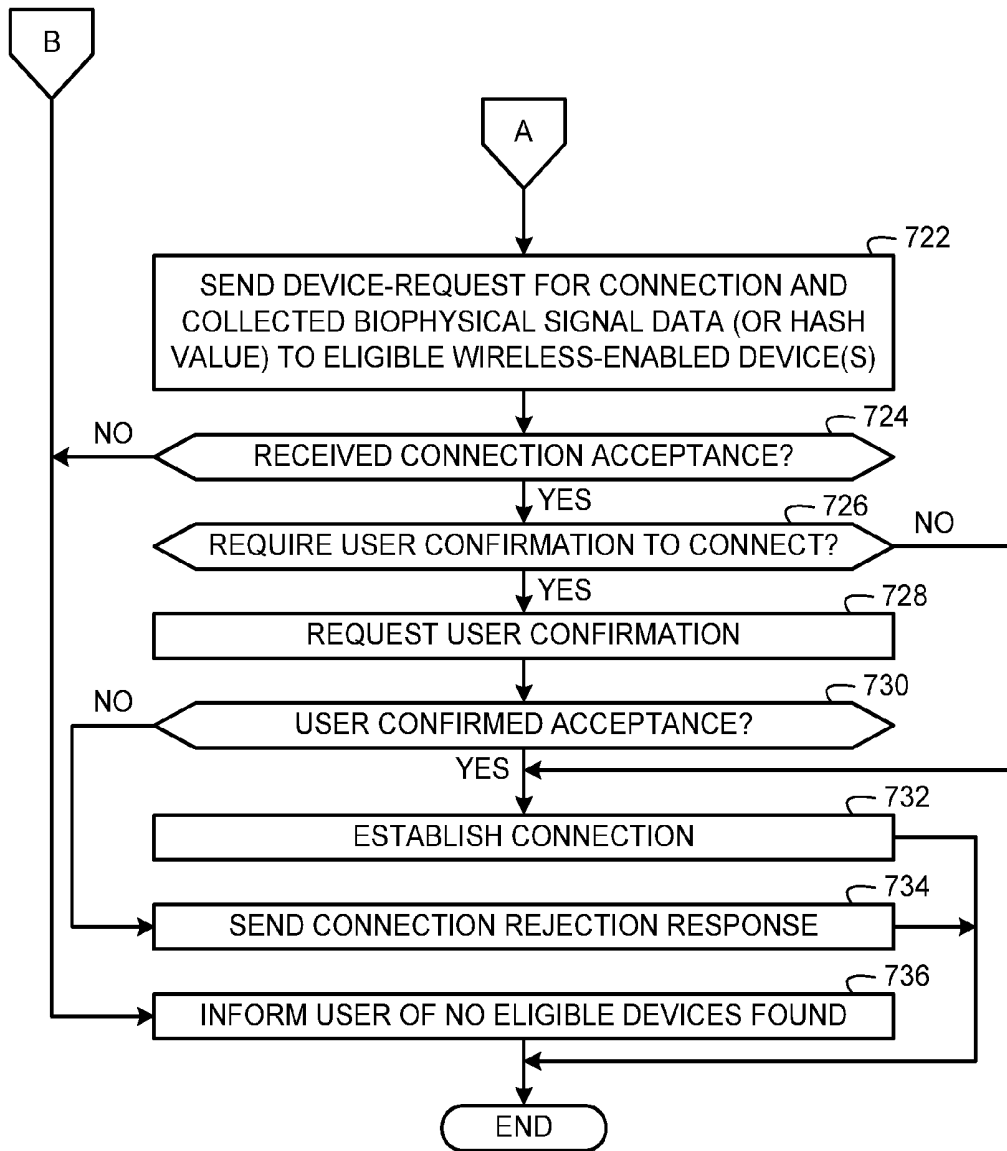 B
A
722
SEND DEVICE-REQUEST FOR CONNECTION AND
COLLECTED BIOPHYSICAL SIGNAL DATA (OR HASH
VALUE) TO ELIGIBLE WIRELESS-ENABLED DEVICE(S)
724
NO
RECEIVED CONNECTION ACCEPTANCE?
YES
726
NO
REQUIRE USER CONFIRMATION TO CONNECT?
YES
728
REQUEST USER CONFIRMATION
730
NO
USER CONFIRMED ACCEPTANCE?
YES
732
ESTABLISH CONNECTION
734
SEND CONNECTION REJECTION RESPONSE
736
INFORM USER OF NO ELIGIBLE DEVICES FOUND
END